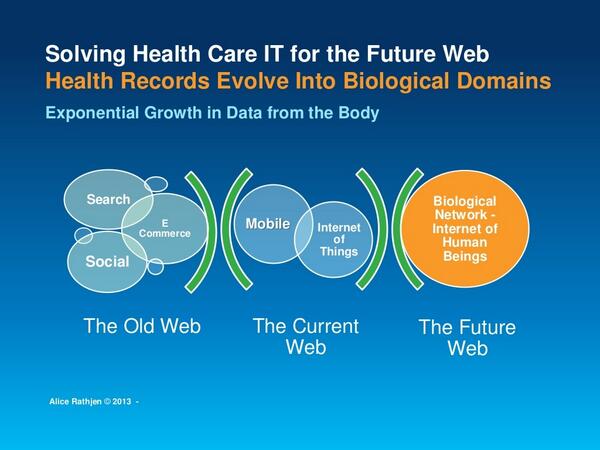 Solving Health Care IT for the Future Web
Health Records Evolve Into Biological Domains
Exponential Growth in Data from the Body
Search
E
Commerce
Social
Mobile
Internet
of
Things
Biological
Network -
Internet of
Human
Beings
The Old Web
The Current
Web
The Future
Web
Alice Rathjen © 2013 -